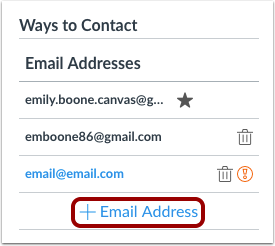 Ways to Contact
Email Addresses
emily.boone.canvas@g...
emboone86@gmail.com
email@email.com
+ Email Address